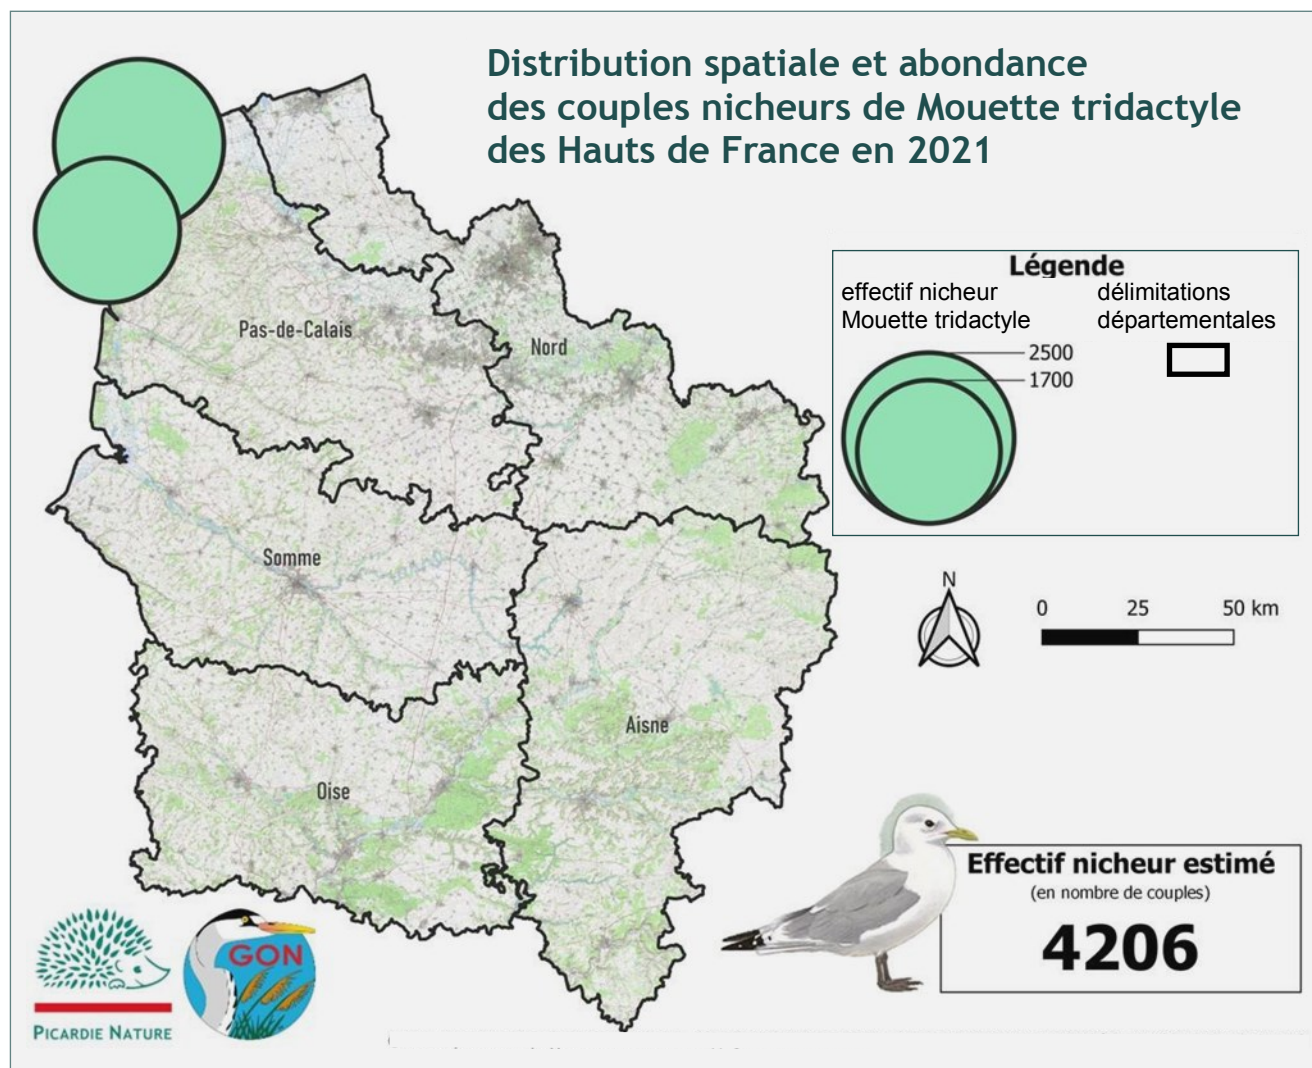 Distribution spatiale et abondance
des couples nicheurs de Mouette tridactyle
des Hauts de France en 2021
Légende
effectif nicheur
Mouette tridactyle
délimitations
départementales
2500
1700
Pas-de-Calais
Nord
Somme
N
0 25 50 km
Aisne
Oise
Effectif nicheur estimé
(en nombre de couples)
4206
GON
PICARDIE NATURE